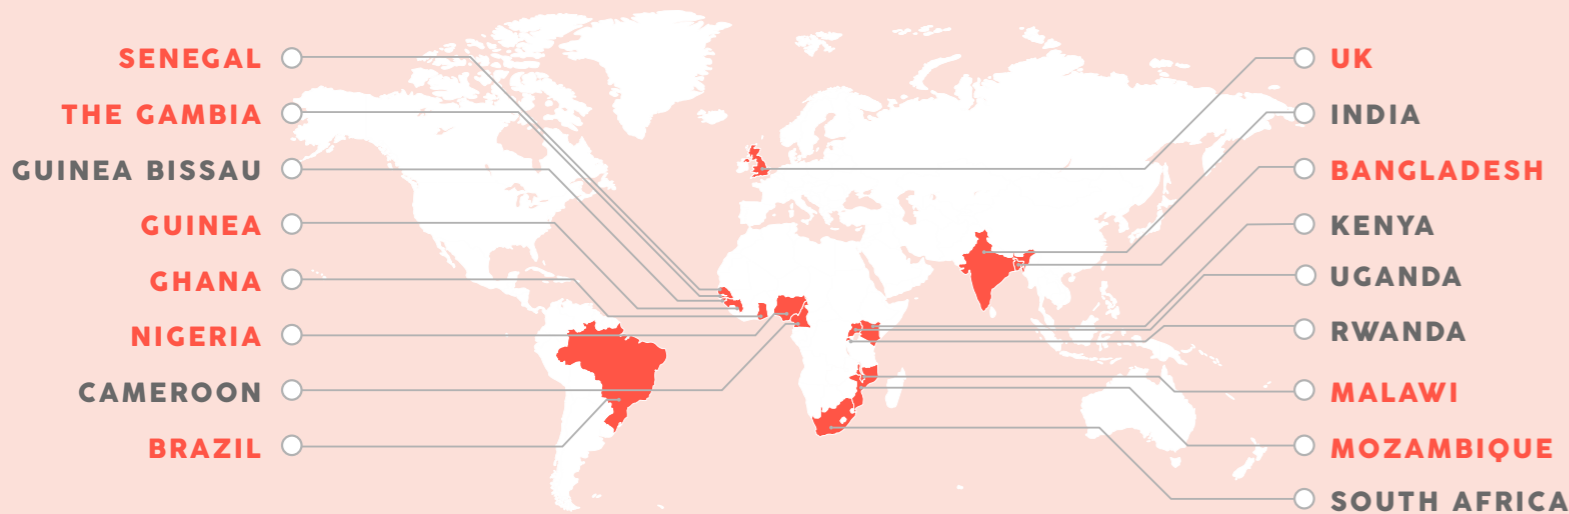 SENEGAL
THE GAMBIA
GUINEA BISSAU
GUINEA
GHANA
NIGERIA
CAMEROON
BRAZIL
UK
INDIA
BANGLADESH
KENYA
UGANDA
RWANDA
MALAWI
MOZAMBIQUE
SOUTH AFRICA